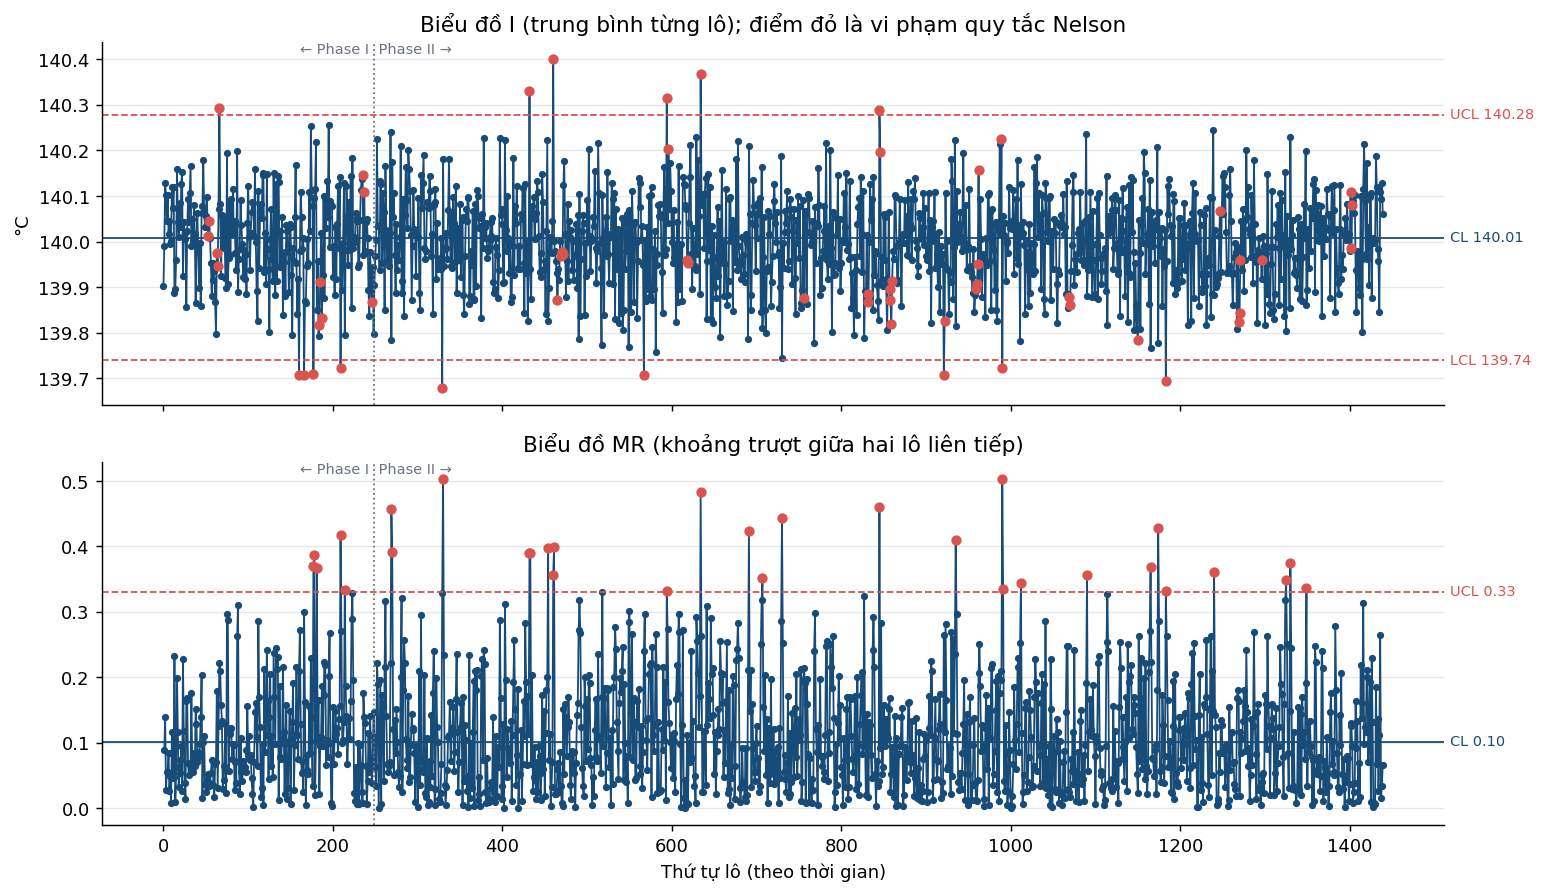 Biểu đồ I (trung bình từng lô); điểm đỏ là vi phạm quy tắc Nelson
← Phase I Phase II →
140.4
140.3
140.2
140.1
140.0
139.9
139.8
139.7
°C
UCL 140.28
CL 140.01
LCL 139.74
Biểu đồ MR (khoảng trượt giữa hai lô liên tiếp)
← Phase I Phase II →
0.5
0.4
0.3
0.2
0.1
0.0
UCL 0.33
CL 0.10
0 200 400 600 800 1000 1200 1400
Thứ tự lô (theo thời gian)